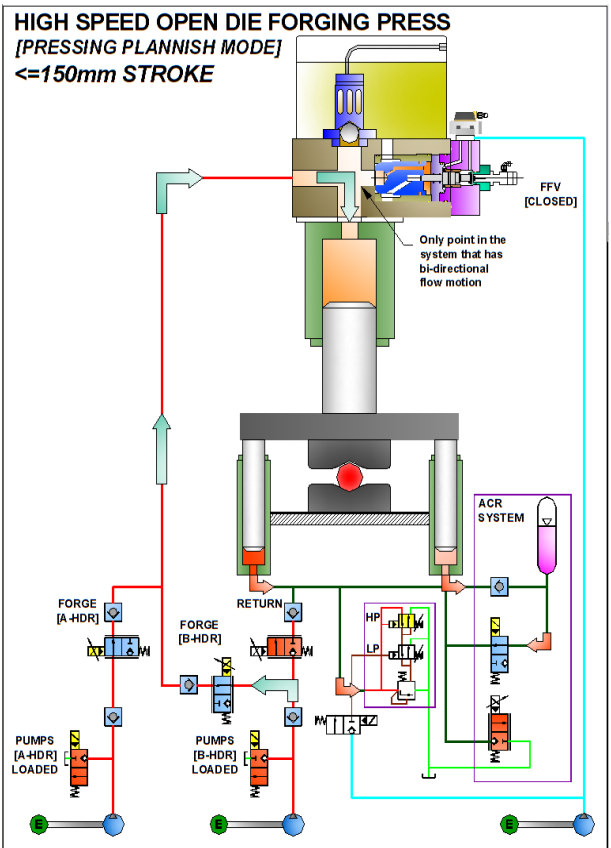 HIGH SPEED OPEN DIE FORGING PRESS
[PRESSING PLANNISH MODE]
<=150mm STROKE
FFV
[CLOSED]
Only point in the
system that has
bi-directional
flow motion
ACR
SYSTEM
FORGE
[A-HDR]
FORGE
[B-HDR]
RETURN
HP
LP
PUMPS
[A-HDR]
LOADED
PUMPS
[B-HDR]
LOADED
E
E
E